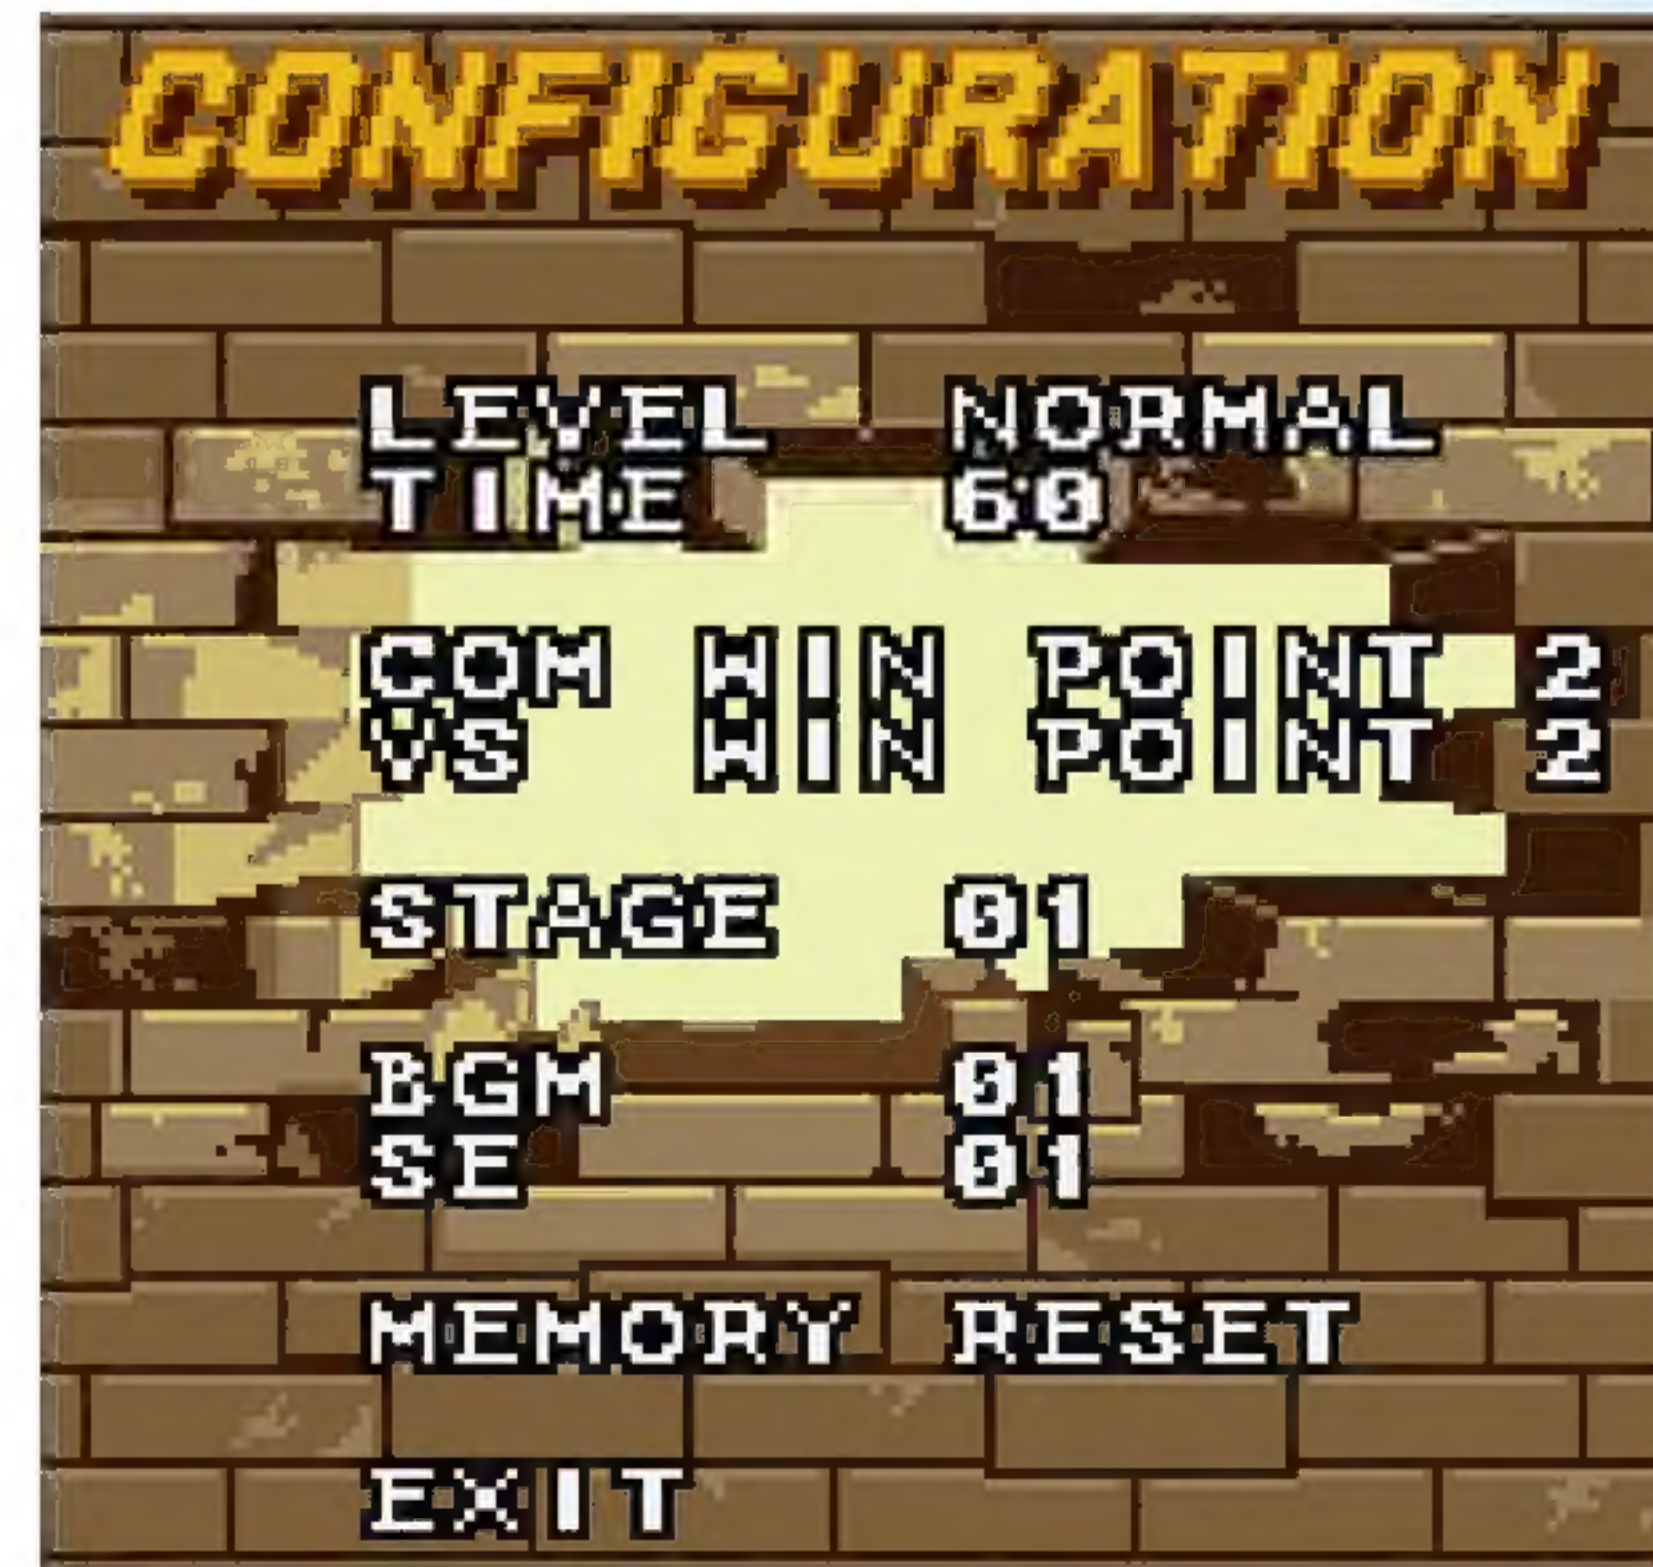 CONFIGURATION
LEVEL NORMAL
TIME 60
COM WIN POINT 2
VS WIN POINT 2
STAGE 01
BGM 01
SE 01
MEMORY RESET
EXIT